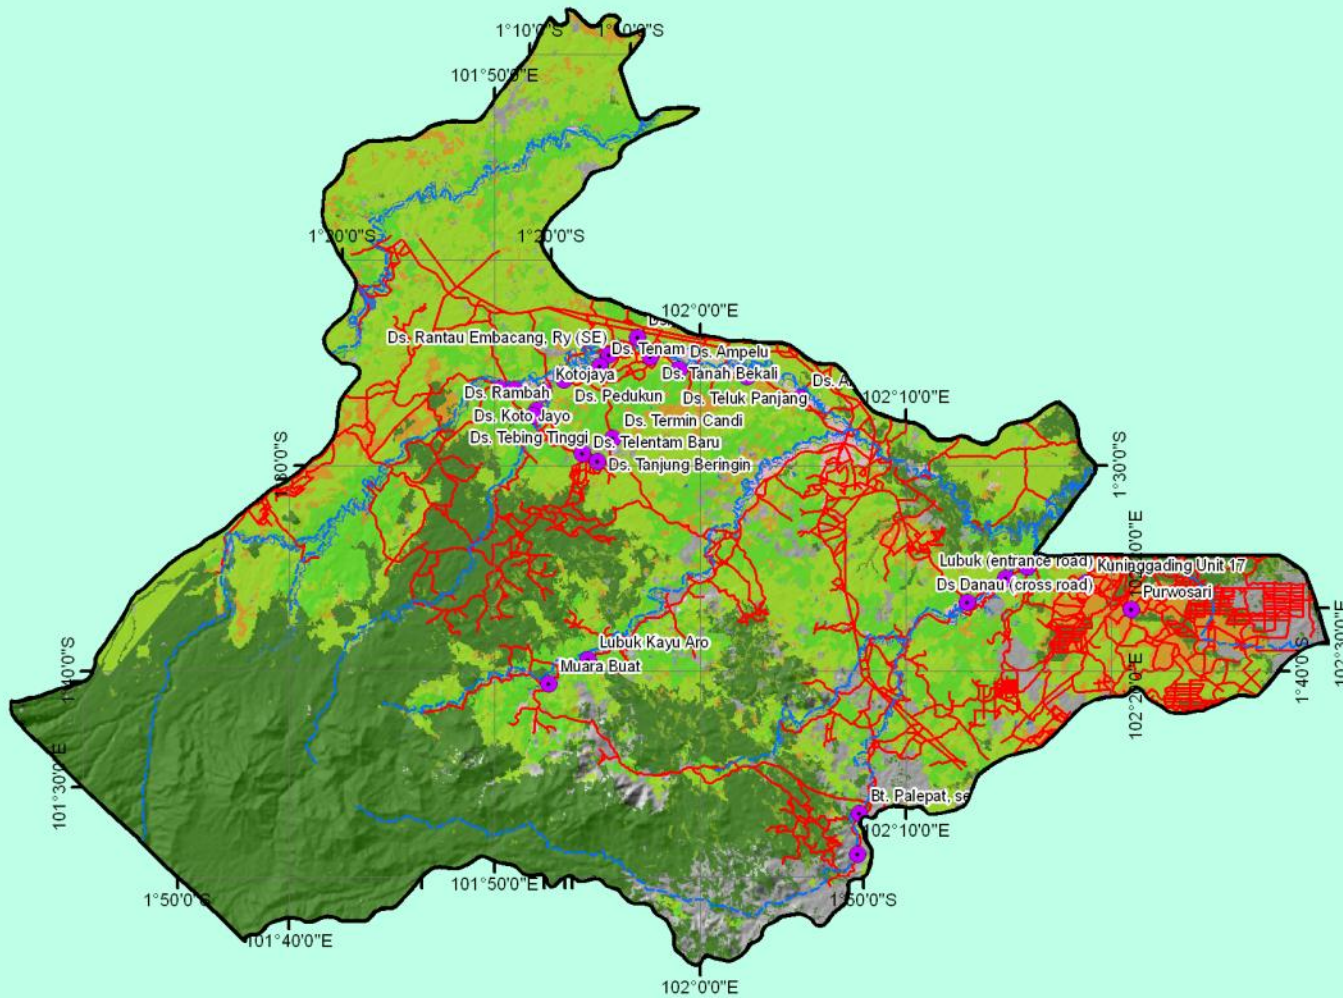 1°10'0"S
101°50'0"E
1°20'0"S
1°20'0"S
102°0'0"E
Ds. Rantau Embacang, Ry (SE)
Ds. Tenam
Ds. Ampelu
Kotojaya
Ds. Tanah Bekali
Ds. Rambah
Ds. Pedukun
Ds. Teluk Panjang
102°10'0"E
Ds. Koto Jayo
Ds. Termin Candi
Ds. Tebing Tinggi
Ds. Telentam Baru
Ds. Tanjung Beringin
1°30'0"S
Lubuk (entrance road)
Kuninggading Unit 17
Ds Danau (cross road)
Purwosari
102°30'0"E
Lubuk Kayu Aro
Muara Buat
1°40'0"S
102°20'0"E
101°30'0"E
Bt. Palepat, se
102°10'0"E
1°50'0"S
101°50'0"E
1°50'0"S
101°40'0"E
102°0'0"E